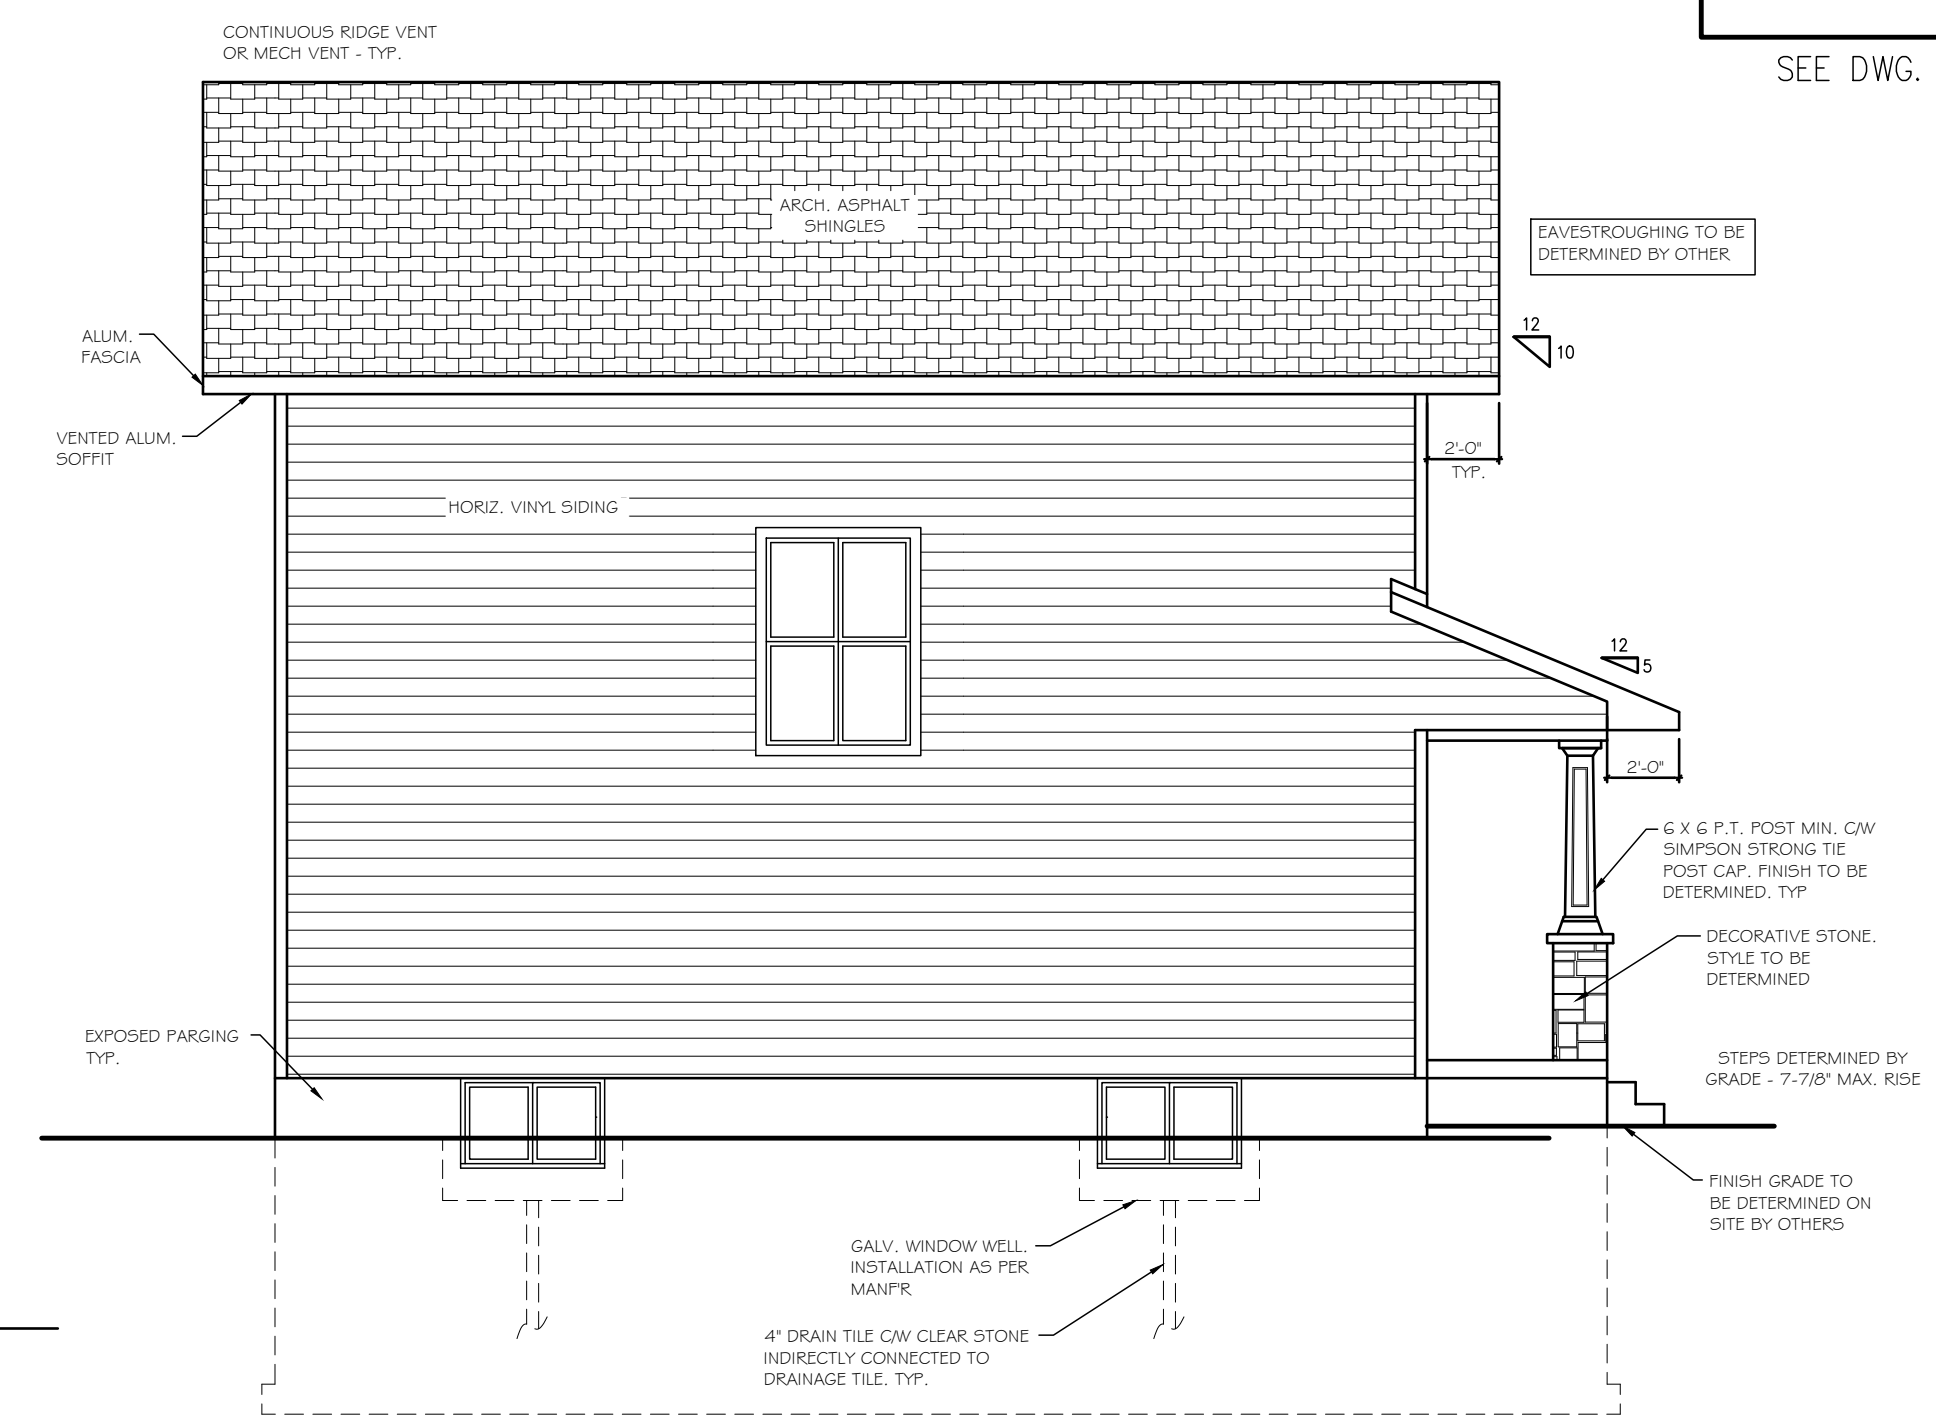 CONTINUOUS RIDGE VENT
OR MECH VENT - TYP.
SEE DWG.
ARCH. ASPHALT
SHINGLES
EAVESTROUGHING TO BE
DETERMINED BY OTHER
12
10
ALUM.
FASCIA
VENTED ALUM.
SOFFIT
2'-0"
TYP.
HORIZ. VINYL SIDING
12
5
2'-0"
6 X 6 P.T. POST MIN. C/W
SIMPSON STRONG TIE
POST CAP. FINISH TO BE
DETERMINED. TYP
DECORATIVE STONE.
STYLE TO BE
DETERMINED
EXPOSED PARGING
TYP.
STEPS DETERMINED BY
GRADE - 7-7/8" MAX. RISE
FINISH GRADE TO
BE DETERMINED ON
SITE BY OTHERS
GALV. WINDOW WELL.
INSTALLATION AS PER
MANF'R
4" DRAIN TILE C/W CLEAR STONE
INDIRECTLY CONNECTED TO
DRAINAGE TILE. TYP.